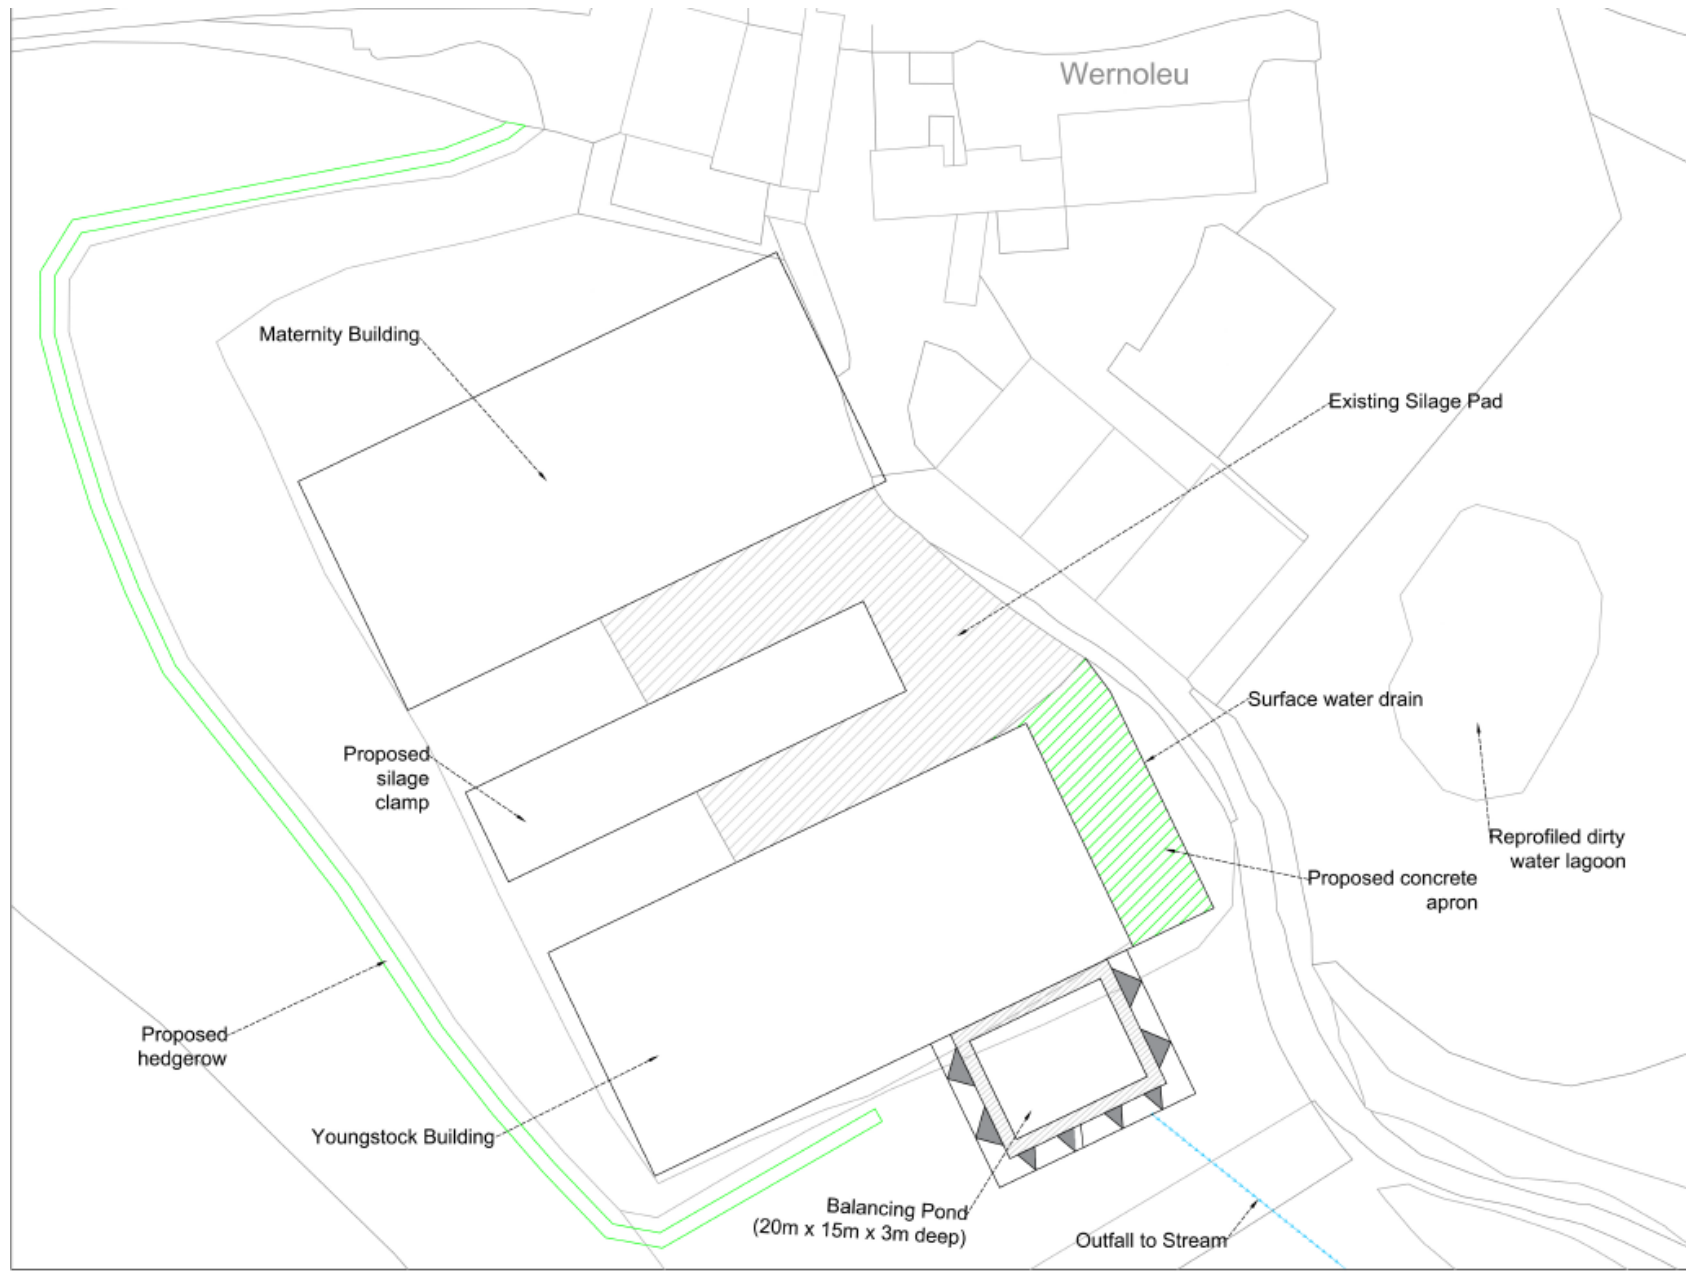 Wernoleu
Maternity Building
Existing Silage Pad
Surface water drain
Proposed
silage
clamp
Reprofiled dirty
water lagoon
Proposed concrete
apron
Proposed
hedgerow
Youngstock Building
Balancing Pond
(20m x 15m x 3m deep)
Outfall to Stream